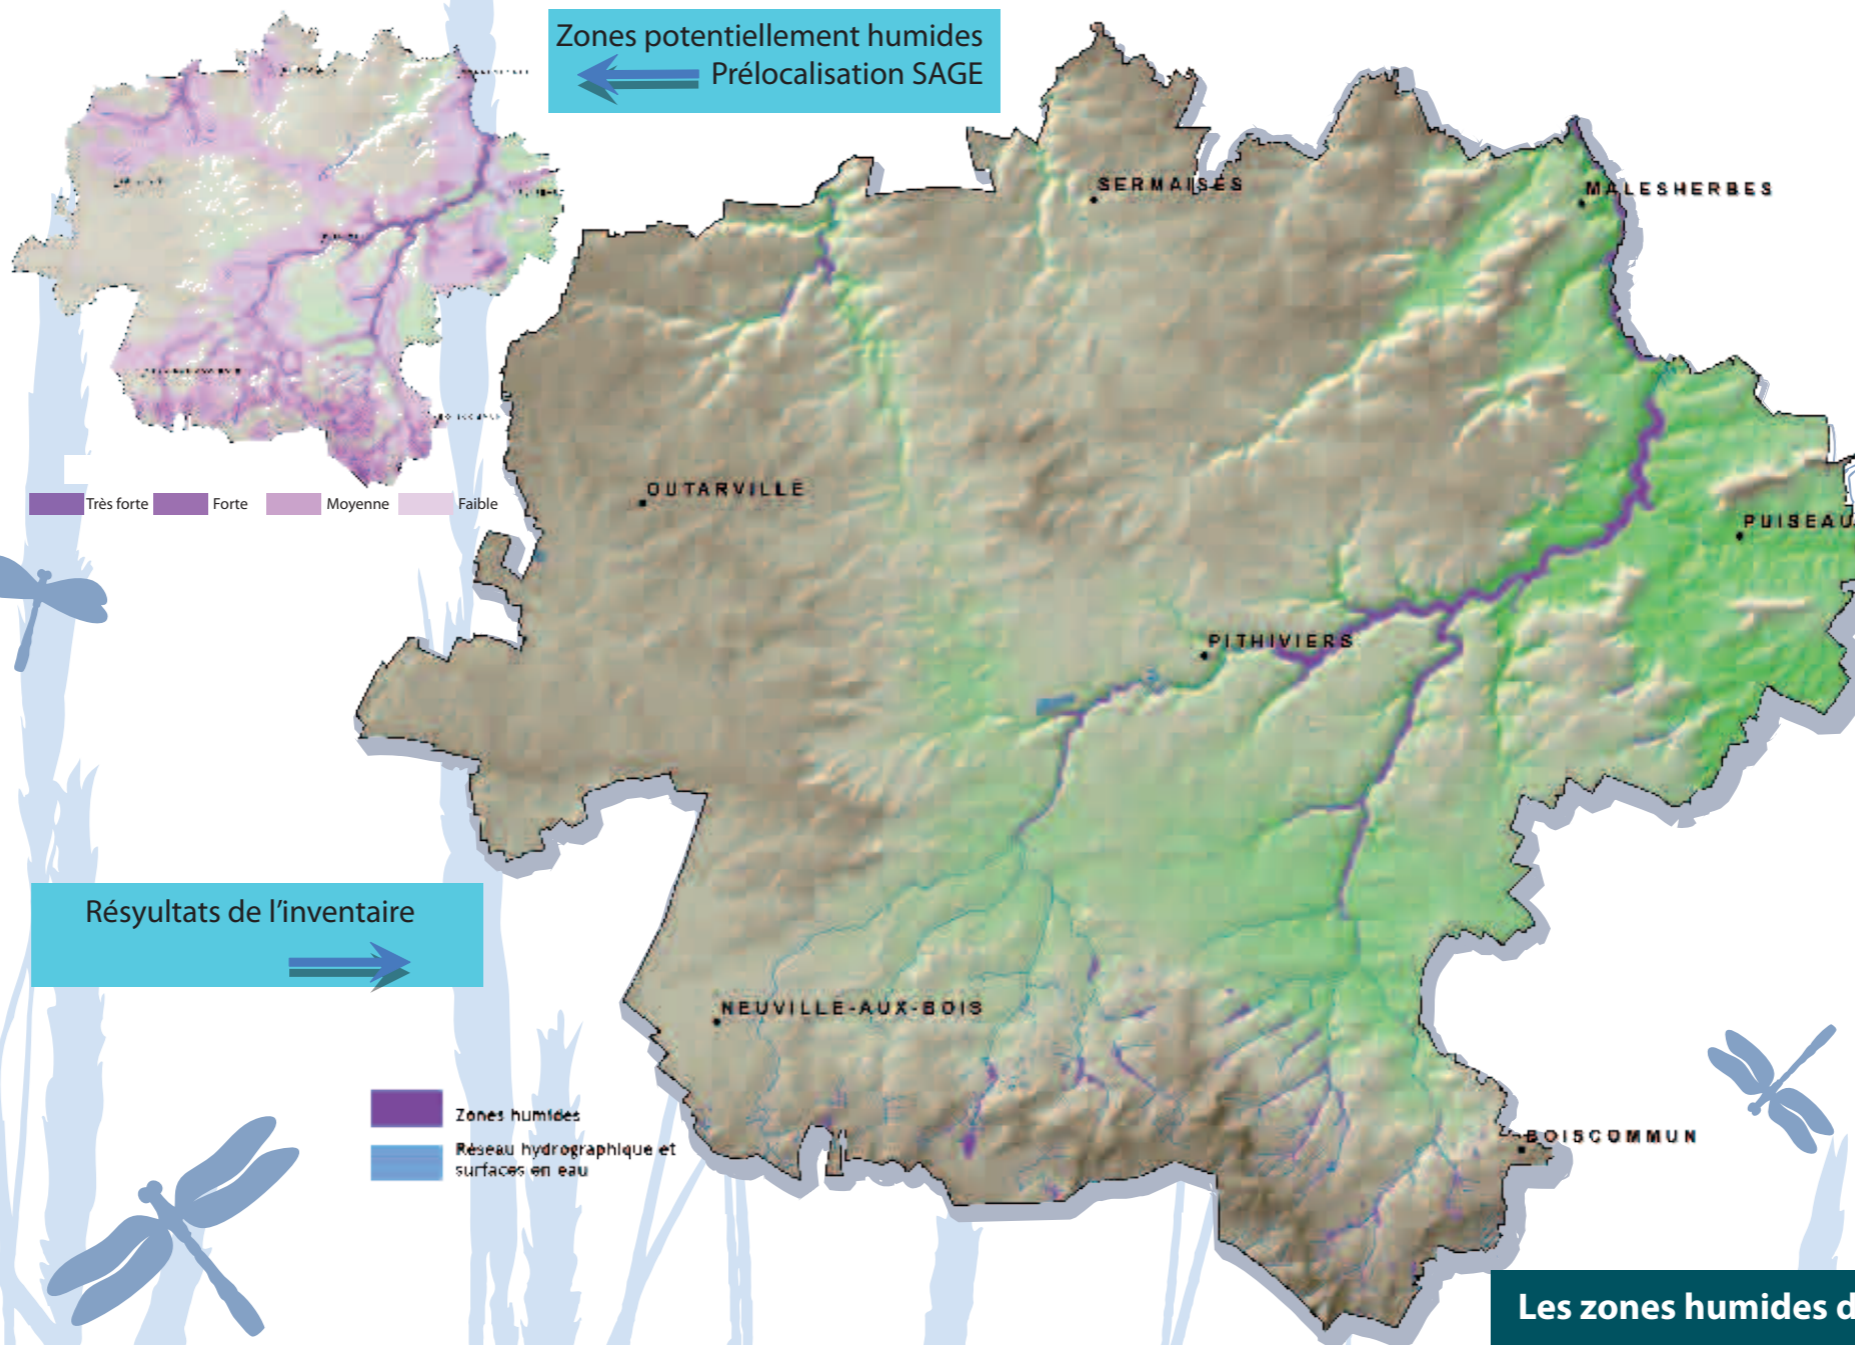 Zones potentiellement humides
Prélocalisation SAGE
SERMAISES
MALESHERBES
OUTARVILLE
PUISEAU
Très forte
Forte
Moyenne
Faible
PITHIVIERS
Résyultats de l'inventaire
NEUVILLE-AUX-BOIS
Zones humides
Réseau hydrographique et
surfaces en eau
BOISCOMMUN
Les zones humides d